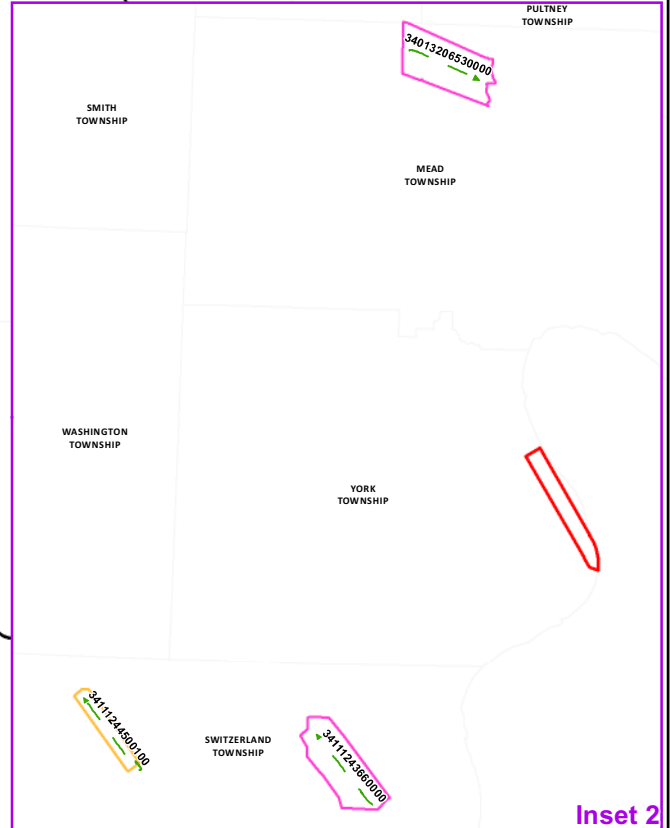 PULTNEY
TOWNSHIP
34013206530000
SMITH
TOWNSHIP
MEAD
TOWNSHIP
WASHINGTON
TOWNSHIP
YORK
TOWNSHIP
34111244500100
SWITZERLAND
TOWNSHIP
34111243660000
Inset 2